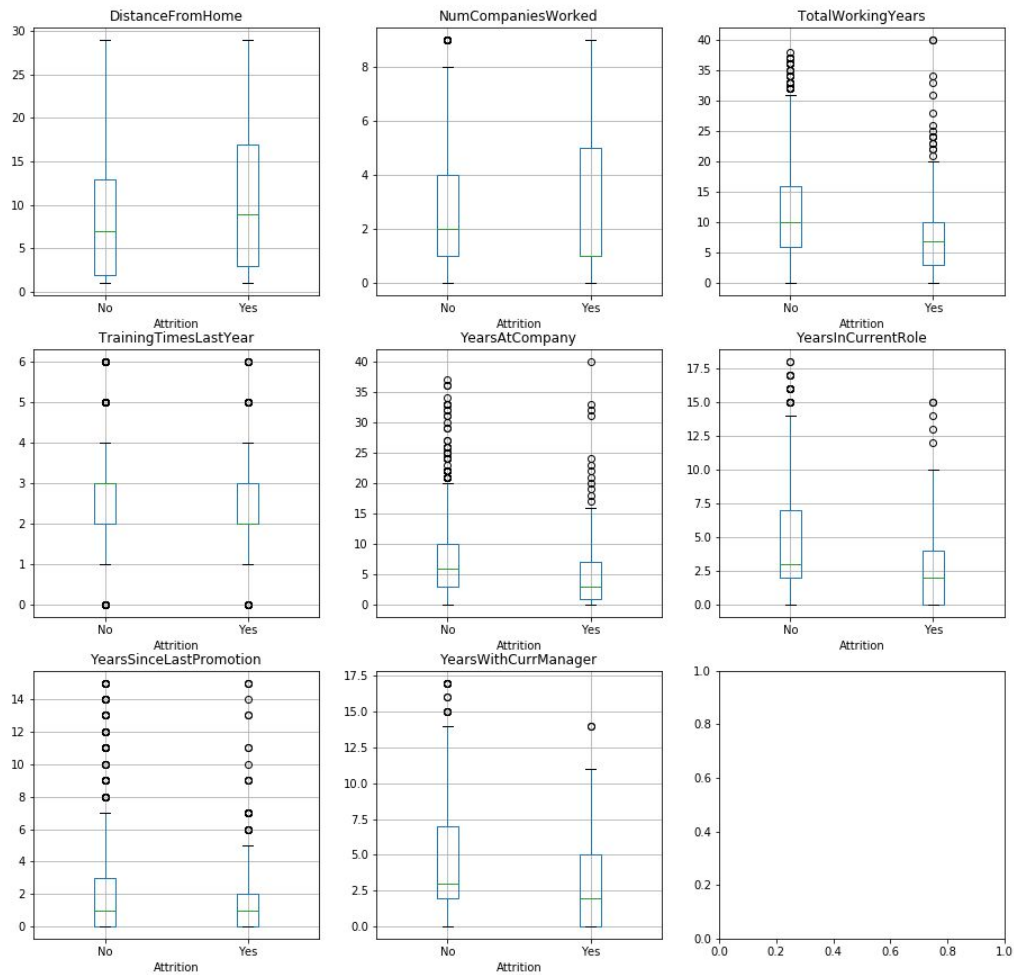 DistanceFromHome
30
25
20
15
10
5
0
No Yes
Attrition
NumCompaniesWorked
8
6
4
2
0
No Yes
Attrition
TotalWorkingYears
40
35
30
25
20
15
10
5
0
No Yes
Attrition
TrainingTimesLastYear
6
5
4
3
2
1
0
No Yes
Attrition
YearsAtCompany
40
35
30
25
20
15
10
5
0
No Yes
Attrition
YearsInCurrentRole
17.5
15.0
12.5
10.0
7.5
5.0
2.5
0.0
No Yes
Attrition
YearsSinceLastPromotion
14
12
10
8
6
4
2
0
No Yes
Attrition
YearsWithCurrManager
17.5
15.0
12.5
10.0
7.5
5.0
2.5
0.0
No Yes
Attrition
1.0
0.8
0.6
0.4
0.2
0.0
0.0 0.2 0.4 0.6 0.8 1.0